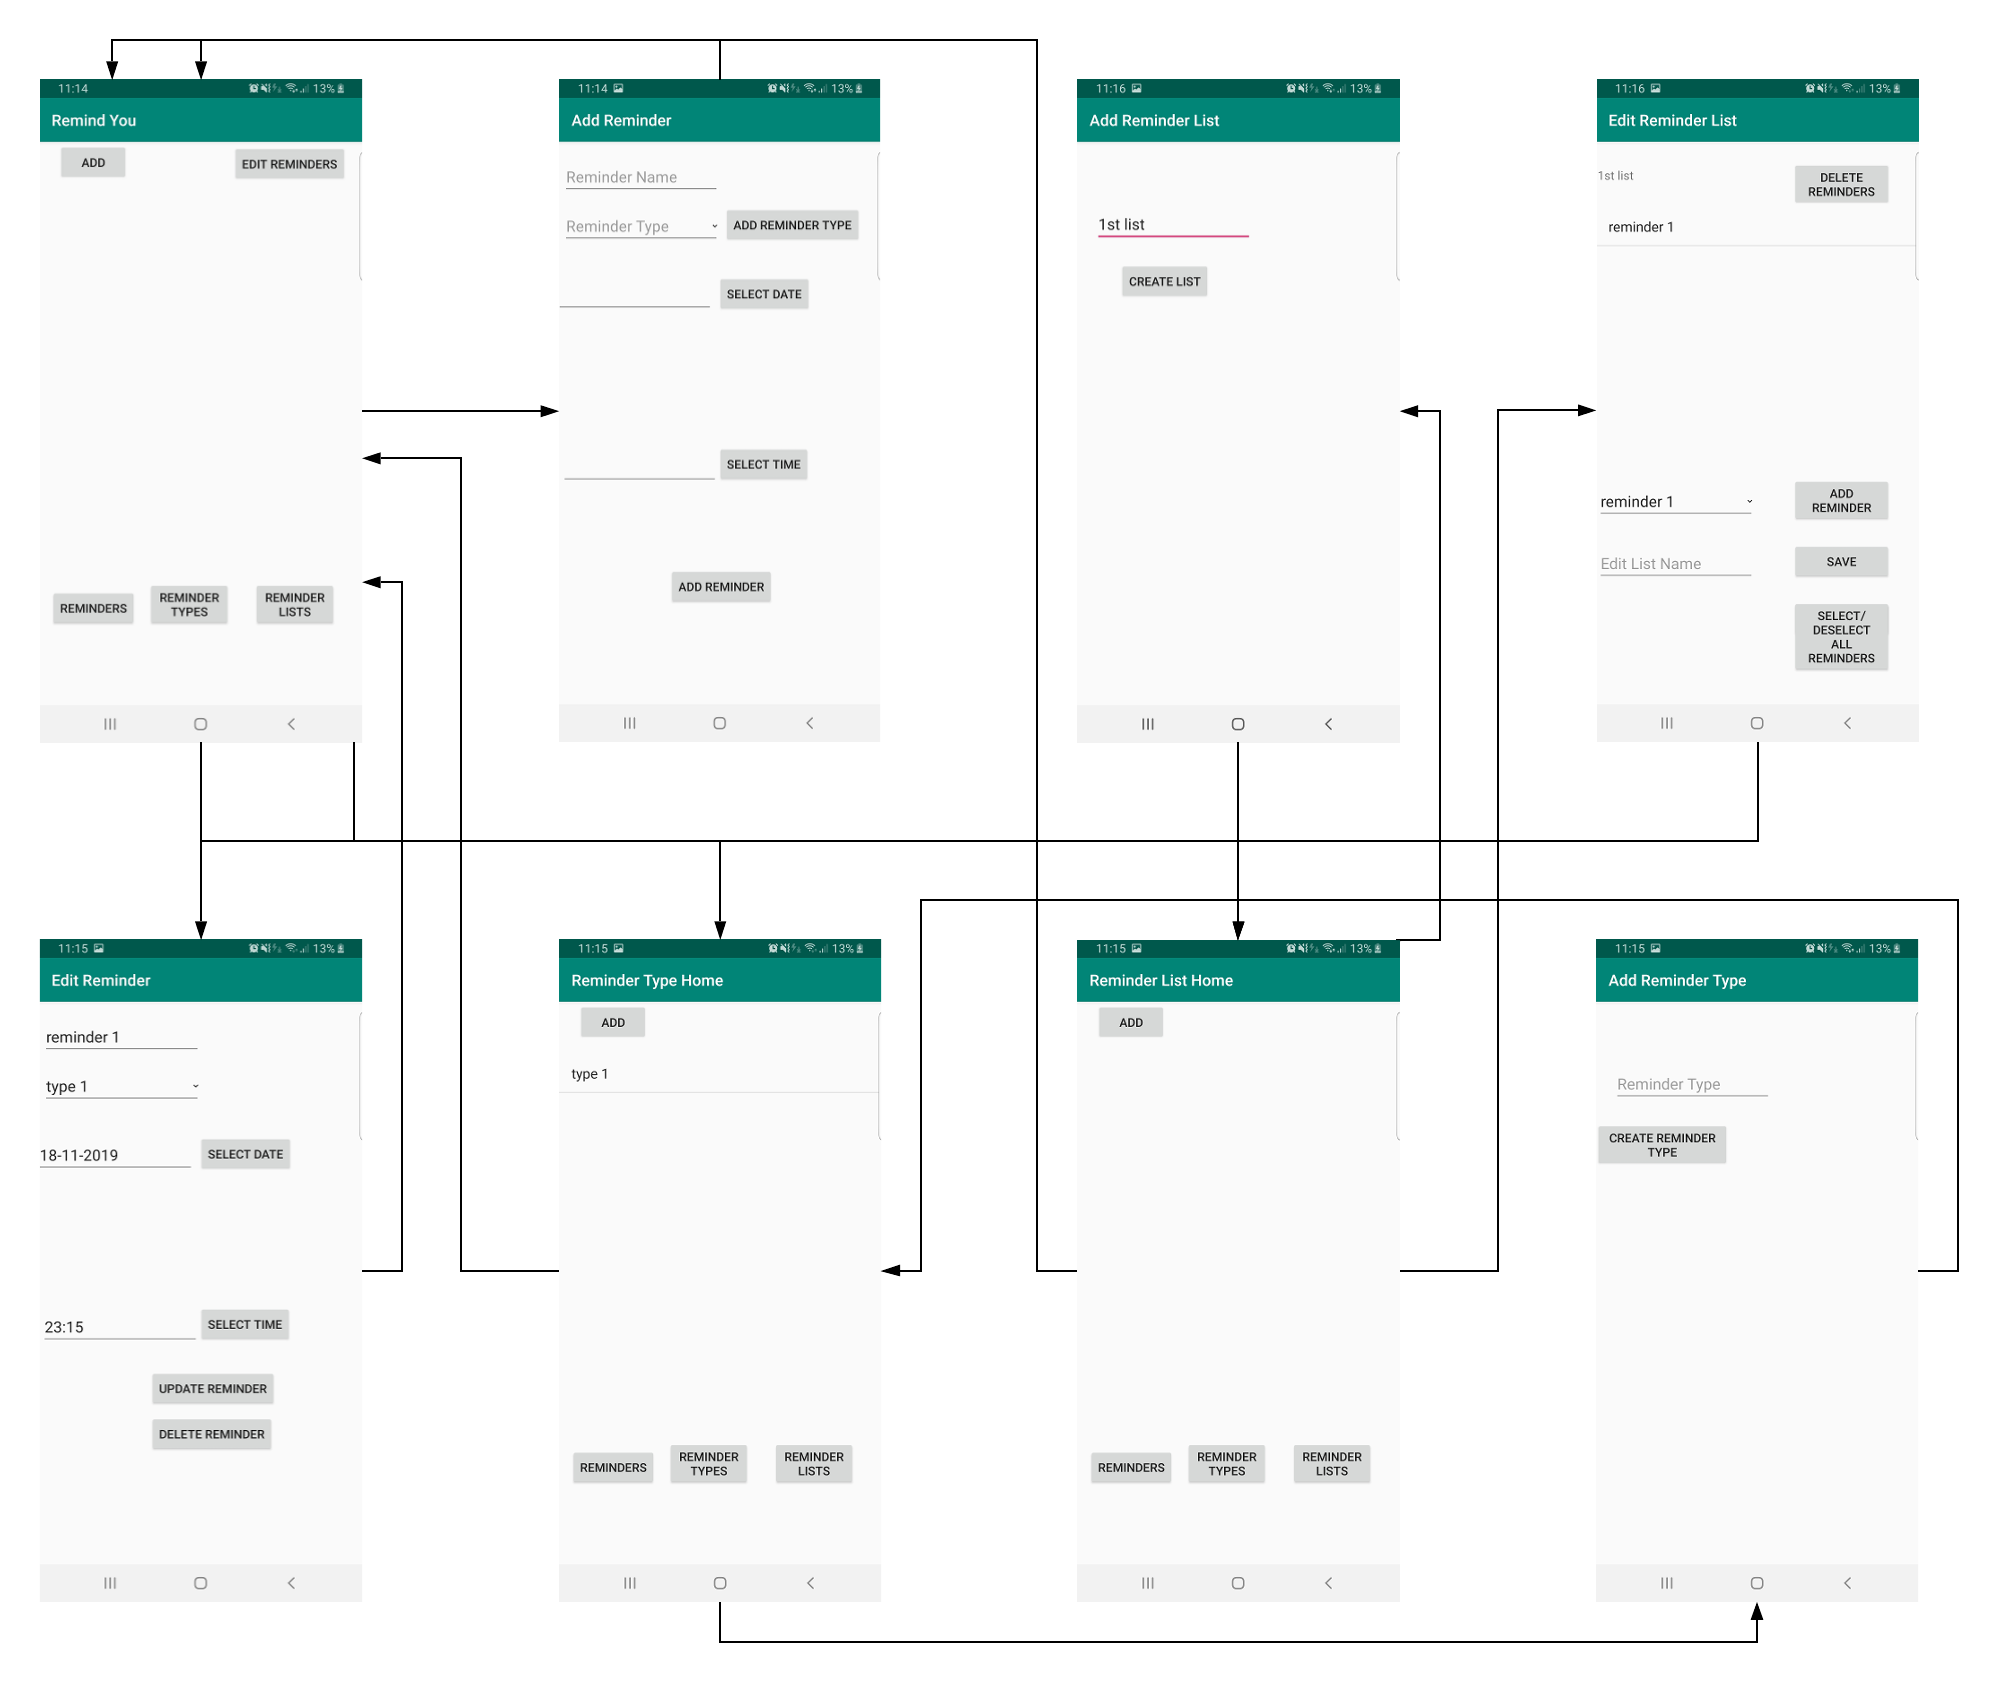 11:14
13%
Remind You
ADD
EDIT REMINDERS
REMINDERS
REMINDER
TYPES
REMINDER
LISTS
11:14
13%
Add Reminder
Reminder Name
Reminder Type
ADD REMINDER TYPE
SELECT DATE
SELECT TIME
ADD REMINDER
11:16
13%
Add Reminder List
1st list
CREATE LIST
11:16
13%
Edit Reminder List
1st list
DELETE
REMINDERS
reminder 1
reminder 1
ADD
REMINDER
Edit List Name
SAVE
SELECT/
DESELECT
ALL
REMINDERS
11:15
13%
Edit Reminder
reminder 1
type 1
18-11-2019
SELECT DATE
23:15
SELECT TIME
UPDATE REMINDER
DELETE REMINDER
11:15
13%
Reminder Type Home
ADD
type 1
REMINDERS
REMINDER
TYPES
REMINDER
LISTS
11:15
13%
Reminder List Home
ADD
REMINDERS
REMINDER
TYPES
REMINDER
LISTS
11:15
13%
Add Reminder Type
Reminder Type
CREATE REMINDER
TYPE